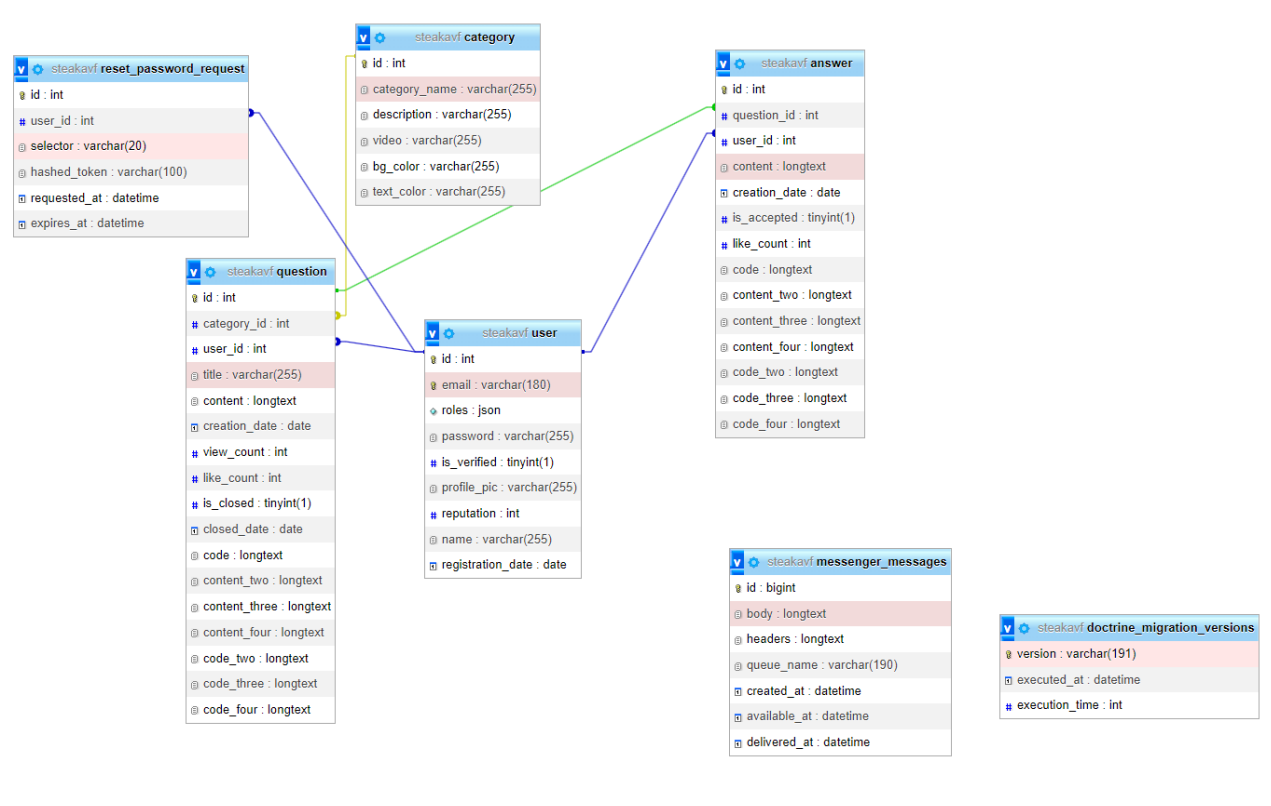 v steakavf category
id : int
category_name : varchar(255)
description : varchar(255)
video : varchar(255)
bg_color : varchar(255)
text_color : varchar(255)
v steakavf reset_password_request
id : int
# user_id : int
selector : varchar(20)
hashed_token : varchar(100)
requested_at : datetime
expires_at : datetime
v steakavf answer
id : int
# question_id : int
# user_id : int
content : longtext
creation_date : date
# is_accepted : tinyint(1)
# like_count : int
code : longtext
content_two : longtext
content_three : longtext
content_four : longtext
code_two : longtext
code_three : longtext
code_four : longtext
v steakavf question
id : int
# category_id : int
# user_id : int
title : varchar(255)
content : longtext
creation_date : date
# view_count : int
# like_count : int
# is_closed : tinyint(1)
closed_date : date
code : longtext
content_two : longtext
content_three : longtext
content_four : longtext
code_two : longtext
code_three : longtext
code_four : longtext
v steakavf user
id : int
email : varchar(180)
roles : json
password : varchar(255)
# is_verified : tinyint(1)
profile_pic : varchar(255)
# reputation : int
name : varchar(255)
registration_date : date
v steakavf messenger_messages
id : bigint
body : longtext
headers : longtext
queue_name : varchar(190)
created_at : datetime
available_at : datetime
delivered_at : datetime
v steakavf doctrine_migration_versions
version : varchar(191)
executed_at : datetime
# execution_time : int